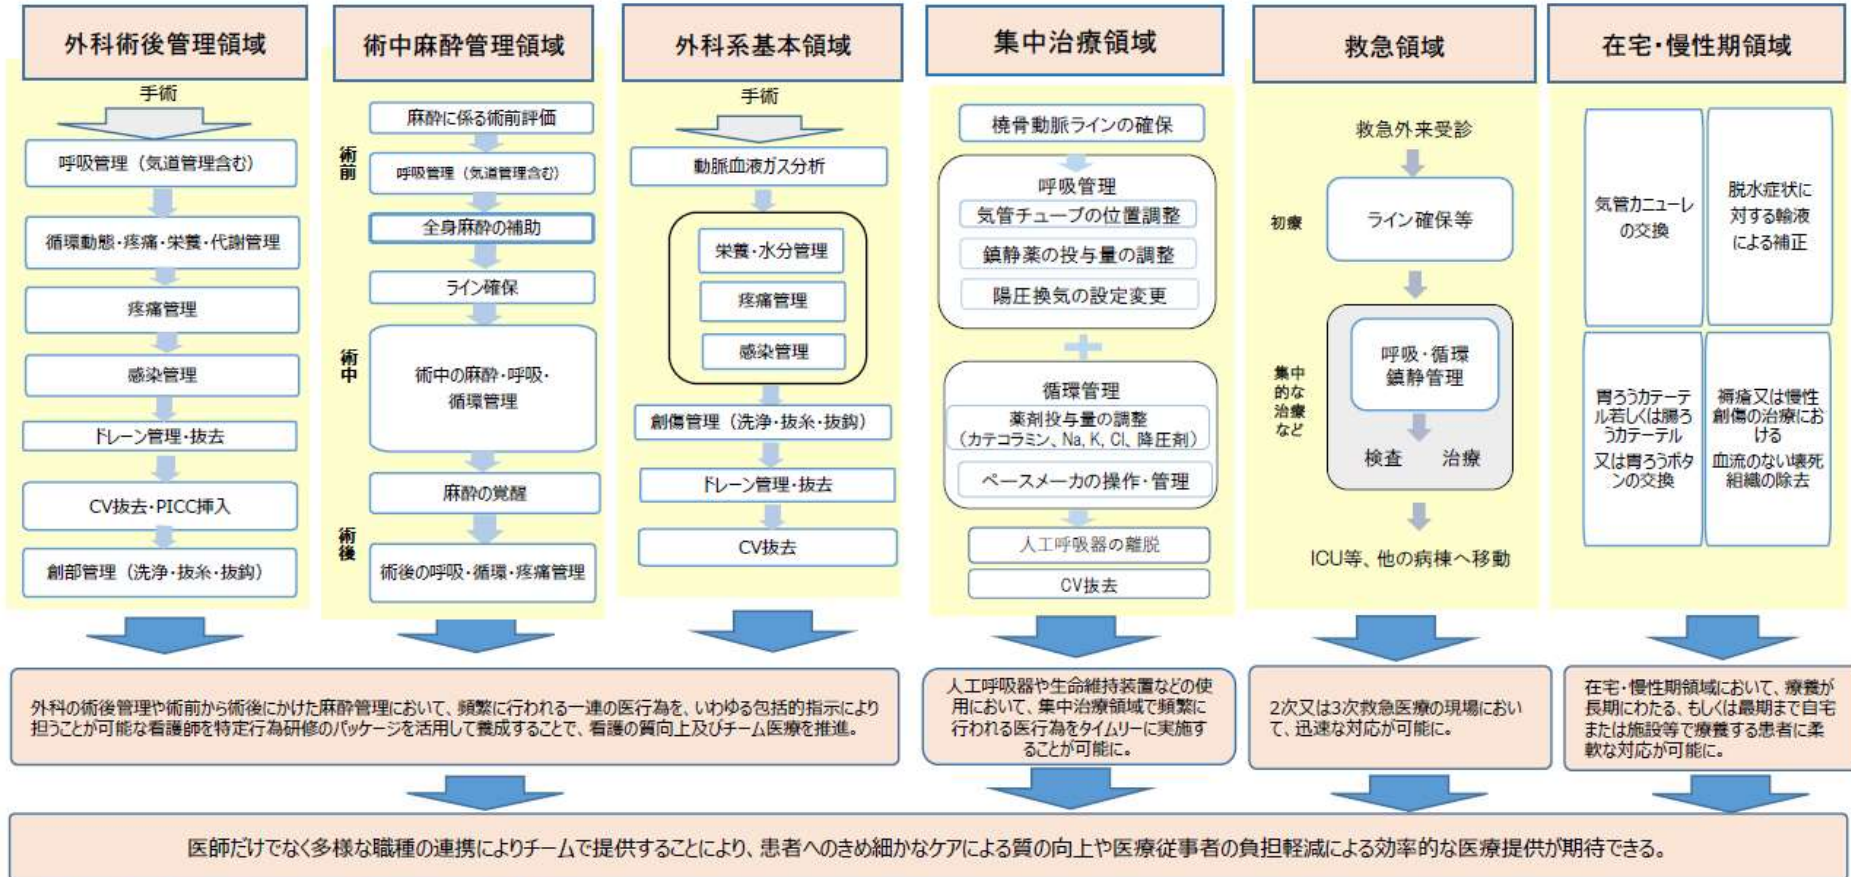 外科術後管理領域
手術
呼吸管理（気道管理含む）
循環動態・疼痛・栄養・代謝管理
疼痛管理
感染管理
ドレーン管理・抜去
CV抜去・PICC挿入
創部管理（洗浄・抜糸・抜鈎）
術中麻酔管理領域
術前
麻酔に係る術前評価
呼吸管理（気道管理含む）
全身麻酔の補助
ライン確保
術中
術中の麻酔・呼吸・
循環管理
麻酔の覚醒
術後
術後の呼吸・循環・疼痛管理
外科系基本領域
手術
動脈血液ガス分析
栄養・水分管理
疼痛管理
感染管理
創傷管理（洗浄・抜糸・抜鈎）
ドレーン管理・抜去
CV抜去
集中治療領域
橈骨動脈ラインの確保
呼吸管理
気管チューブの位置調整
鎮静薬の投与量の調整
陽圧換気の設定変更
循環管理
薬剤投与量の調整
（カテコラミン、Na, K, Cl、降圧剤）
ペースメーカの操作・管理
人工呼吸器の離脱
CV抜去
救急領域
救急外来受診
初療
ライン確保等
集中
的な
治療
など
呼吸・循環
鎮静管理
検査 治療
ICU等、他の病棟へ移動
在宅・慢性期領域
気管カニューレ
の交換
脱水症状に
対する輸液
による補正
胃ろうカテーテ
ル若しくは腸ろ
うカテーテル
又は胃ろうボタ
ンの交換
褥瘡又は慢性
創傷の治療にお
ける
血流のない壊死
組織の除去
外科の術後管理や術前から術後にかけた麻酔管理において、頻繁に行われる一連の医行為を、いわゆる包括的指示により
担うことが可能な看護師を特定行為研修のパッケージを活用して養成することで、看護の質向上及びチーム医療を推進。
人工呼吸器や生命維持装置などの使
用において、集中治療領域で頻繁に
行われる医行為をタイムリーに実施す
ることが可能に。
2次又は3次救急医療の現場におい
て、迅速な対応が可能に。
在宅・慢性期領域において、療養が
長期にわたる、もしくは最期まで自宅
または施設等で療養する患者に柔
軟な対応が可能に。
医師だけでなく多様な職種の連携によりチームで提供することにより、患者へのきめ細かなケアによる質の向上や医療従事者の負担軽減による効率的な医療提供が期待できる。